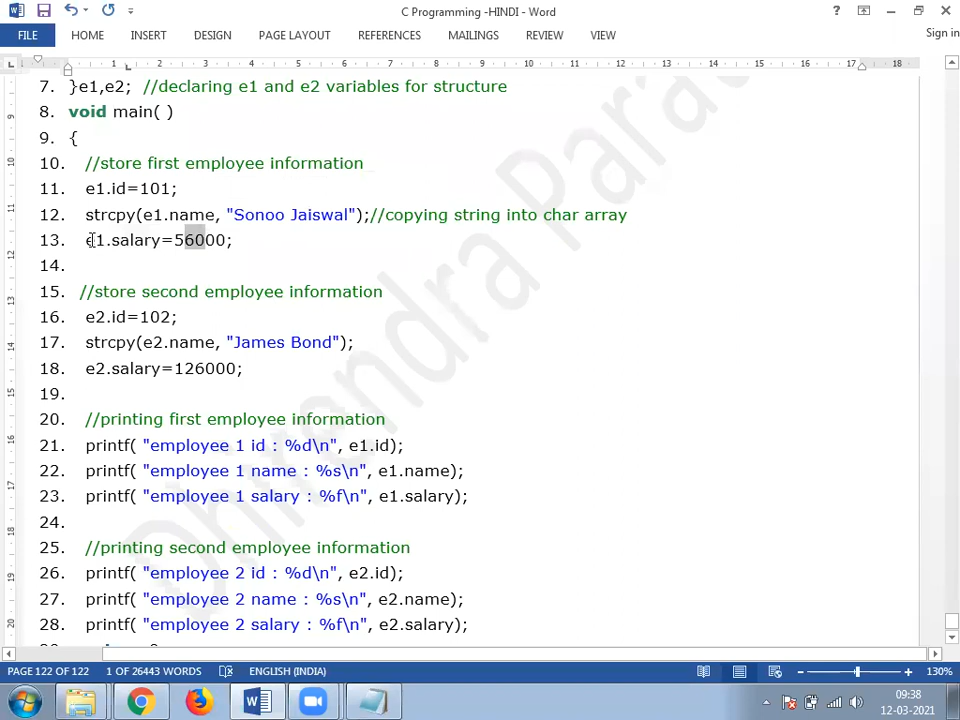 C Programming -HINDI - Word
Sign in
FILE HOME INSERT DESIGN PAGE LAYOUT REFERENCES MAILINGS REVIEW VIEW
7. }e1,e2; //declaring e1 and e2 variables for structure
8. void main( )
9. {
10. //store first employee information
11. e1.id=101;
12. strcpy(e1.name, "Sonoo Jaiswal");//copying string into char array
13. e1.salary=56000;
14.
15. //store second employee information
16. e2.id=102;
17. strcpy(e2.name, "James Bond");
18. e2.salary=126000;
19.
20. //printing first employee information
21. printf( "employee 1 id : %d\n", e1.id);
22. printf( "employee 1 name : %s\n", e1.name);
23. printf( "employee 1 salary : %f\n", e1.salary);
24.
25. //printing second employee information
26. printf( "employee 2 id : %d\n", e2.id);
27. printf( "employee 2 name : %s\n", e2.name);
28. printf( "employee 2 salary : %f\n", e2.salary);
Dhirendra Para
PAGE 122 OF 122 1 OF 26443 WORDS ENGLISH (INDIA) 130%
09:38
12-03-2021